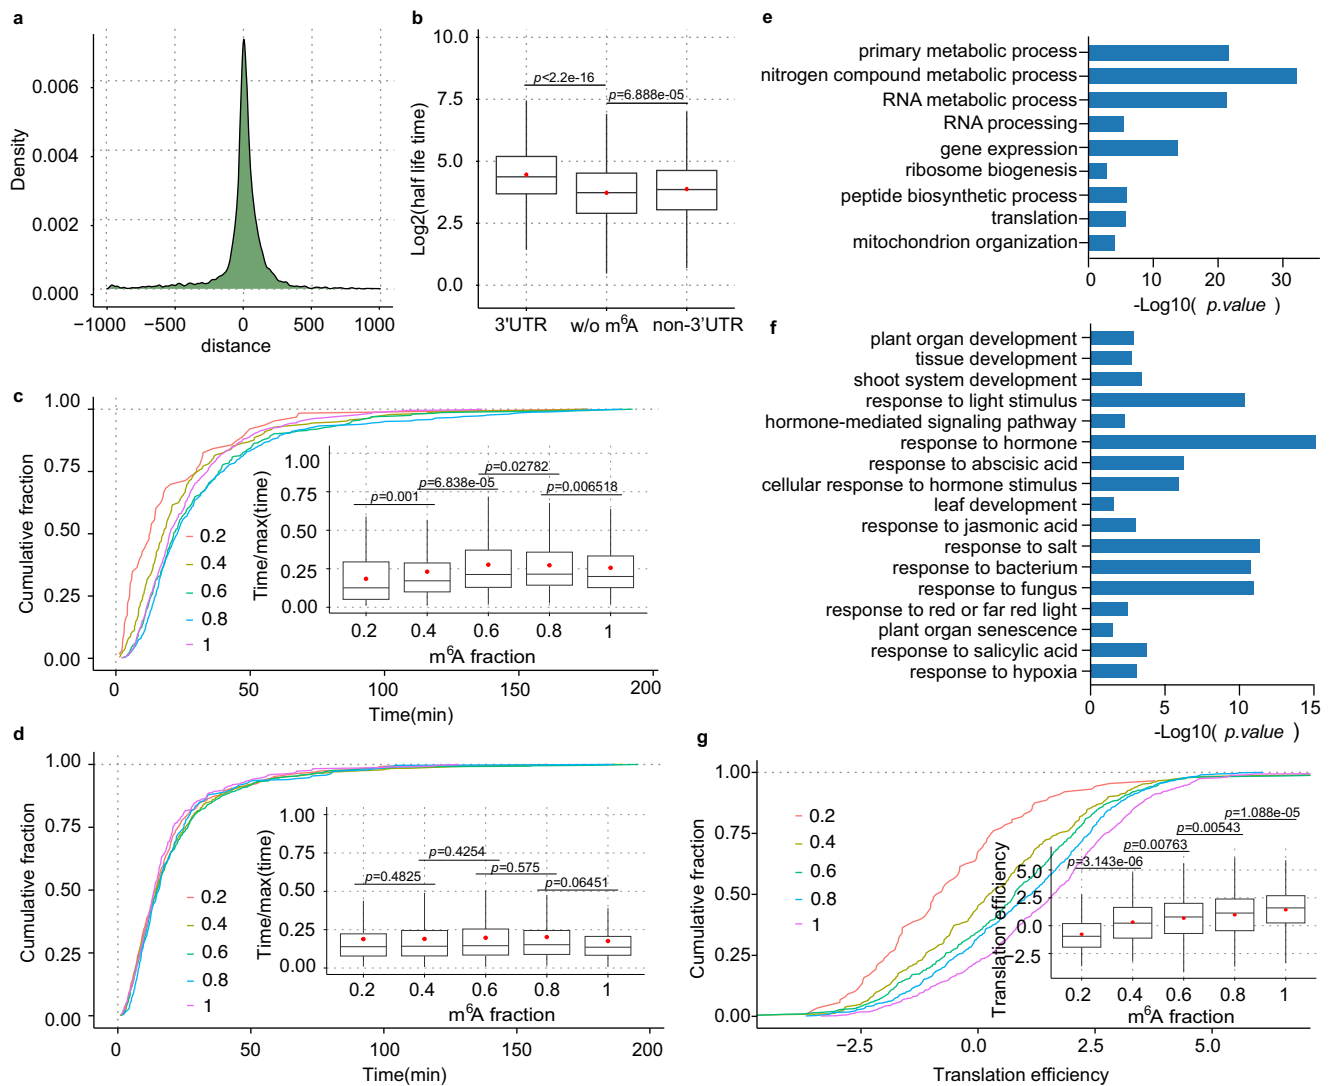 a
Density
0.006
0.004
0.002
0.000
−1000
−500
0
500
1000
distance
b
Log2(half life time)
10.0
7.5
5.0
2.5
0.0
p<2.2e-16
p=6.888e-05
3'UTR
w/o m⁶A
non-3'UTR
c
Cumulative fraction
1.00
0.75
0.50
0.25
0.00
0.2
0.4
0.6
0.8
1
0
50
100
150
200
Time(min)
Time/max(time)
1.00
0.75
0.50
0.25
0.00
p=0.001
p=6.838e-05
p=0.02782
p=0.006518
0.2
0.4
0.6
0.8
1
m⁶A fraction
d
Cumulative fraction
1.00
0.75
0.50
0.25
0.00
0.2
0.4
0.6
0.8
1
0
50
100
150
200
Time(min)
Time/max(time)
1.00
0.75
0.50
0.25
0.00
p=0.4825
p=0.4254
p=0.575
p=0.06451
0.2
0.4
0.6
0.8
1
m⁶A fraction
e
primary metabolic process
nitrogen compound metabolic process
RNA metabolic process
RNA processing
gene expression
ribosome biogenesis
peptide biosynthetic process
translation
mitochondrion organization
0
10
20
30
-Log10( p.value )
f
plant organ development
tissue development
shoot system development
response to light stimulus
hormone-mediated signaling pathway
response to hormone
response to abscisic acid
cellular response to hormone stimulus
leaf development
response to jasmonic acid
response to salt
response to bacterium
response to fungus
response to red or far red light
plant organ senescence
response to salicylic acid
response to hypoxia
0
5
10
15
-Log10( p.value )
g
Cumulative fraction
1.00
0.75
0.50
0.25
0.00
0.2
0.4
0.6
0.8
1
−2.5
0.0
2.5
5.0
Translation efficiency
Translation efficiency
5.0
2.5
0.0
−2.5
p=3.143e-06
p=0.00763
p=0.00543
p=1.088e-05
0.2
0.4
0.6
0.8
1
m⁶A fraction